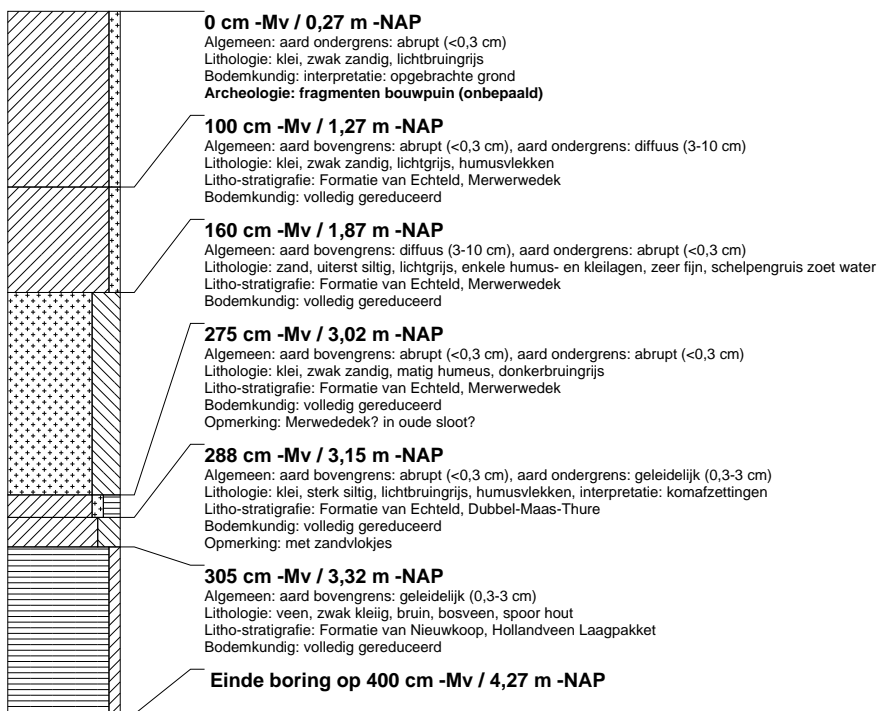 0 cm -Mv / 0,27 m -NAP
Algemeen: aard ondergrens: abrupt (<0,3 cm)
Lithologie: klei, zwak zandig, lichtbruingrijs
Bodemkundig: interpretatie: opgebrachte grond
Archeologie: fragmenten bouwpuin (onbepaald)
100 cm -Mv / 1,27 m -NAP
Algemeen: aard bovengrens: abrupt (<0,3 cm), aard ondergrens: diffuus (3-10 cm)
Lithologie: klei, zwak zandig, lichtgrijs, humusvlekken
Litho-stratigrafie: Formatie van Echteld, Merwerwedek
Bodemkundig: volledig gereduceerd
160 cm -Mv / 1,87 m -NAP
Algemeen: aard bovengrens: diffuus (3-10 cm), aard ondergrens: abrupt (<0,3 cm)
Lithologie: zand, uiterst siltig, lichtgrijs, enkele humus- en kleilagen, zeer fijn, schelpengruis zoet water
Litho-stratigrafie: Formatie van Echteld, Merwerwedek
Bodemkundig: volledig gereduceerd
275 cm -Mv / 3,02 m -NAP
Algemeen: aard bovengrens: abrupt (<0,3 cm), aard ondergrens: abrupt (<0,3 cm)
Lithologie: klei, zwak zandig, matig humeus, donkerbruingrijs
Litho-stratigrafie: Formatie van Echteld, Merwerwedek
Bodemkundig: volledig gereduceerd
Opmerking: Merwededek? in oude sloot?
288 cm -Mv / 3,15 m -NAP
Algemeen: aard bovengrens: abrupt (<0,3 cm), aard ondergrens: geleidelijk (0,3-3 cm)
Lithologie: klei, sterk siltig, lichtbruingrijs, humusvlekken, interpretatie: komafzettingen
Litho-stratigrafie: Formatie van Echteld, Dubbel-Maas-Thure
Bodemkundig: volledig gereduceerd
Opmerking: met zandvlokjes
305 cm -Mv / 3,32 m -NAP
Algemeen: aard bovengrens: geleidelijk (0,3-3 cm)
Lithologie: veen, zwak kleiig, bruin, bosveen, spoor hout
Litho-stratigrafie: Formatie van Nieuwkoop, Hollandveen Laagpakket
Bodemkundig: volledig gereduceerd
Einde boring op 400 cm -Mv / 4,27 m -NAP